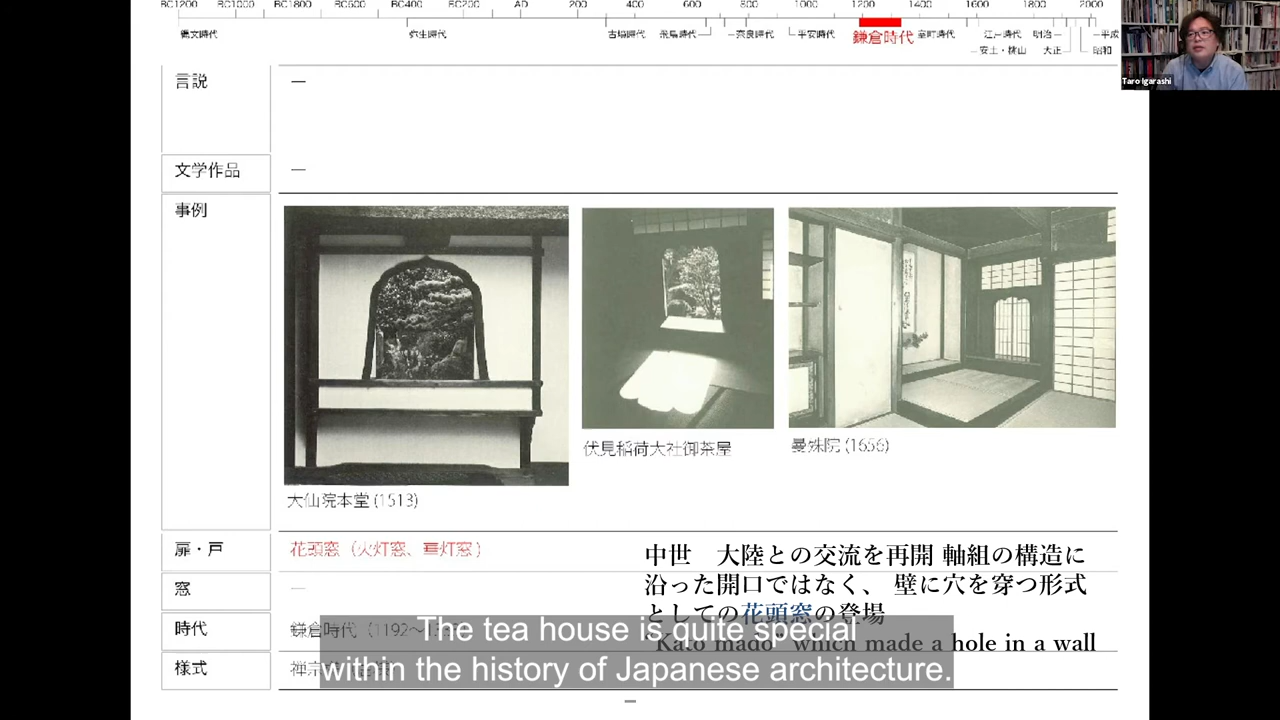 BC1200 BC1000 BC800 BC600 BC400 BC200 AD 200 400 600 800 1000 1200 1400 1600 1800 2000
縄文時代 弥生時代 古墳時代 飛鳥時代 奈良時代 平安時代 鎌倉時代 室町時代 江戸時代 明治 平成
安土・桃山 大正 昭和
Taro Igarashi
言説 —
文学作品 —
事例
大仙院本堂 (1513)
伏見稲荷大社御茶屋
曼殊院 (1656)
扉・戸 花頭窓（火灯窓、華灯窓）
窓 —
時代 鎌倉時代
様式
中世 大陸との交流を再開 軸組の構造に
沿った開口ではなく、壁に穴を穿つ形式
としての花頭窓の登場
"Kato mado" which made a hole in a wall
The tea house is quite special
within the history of Japanese architecture.